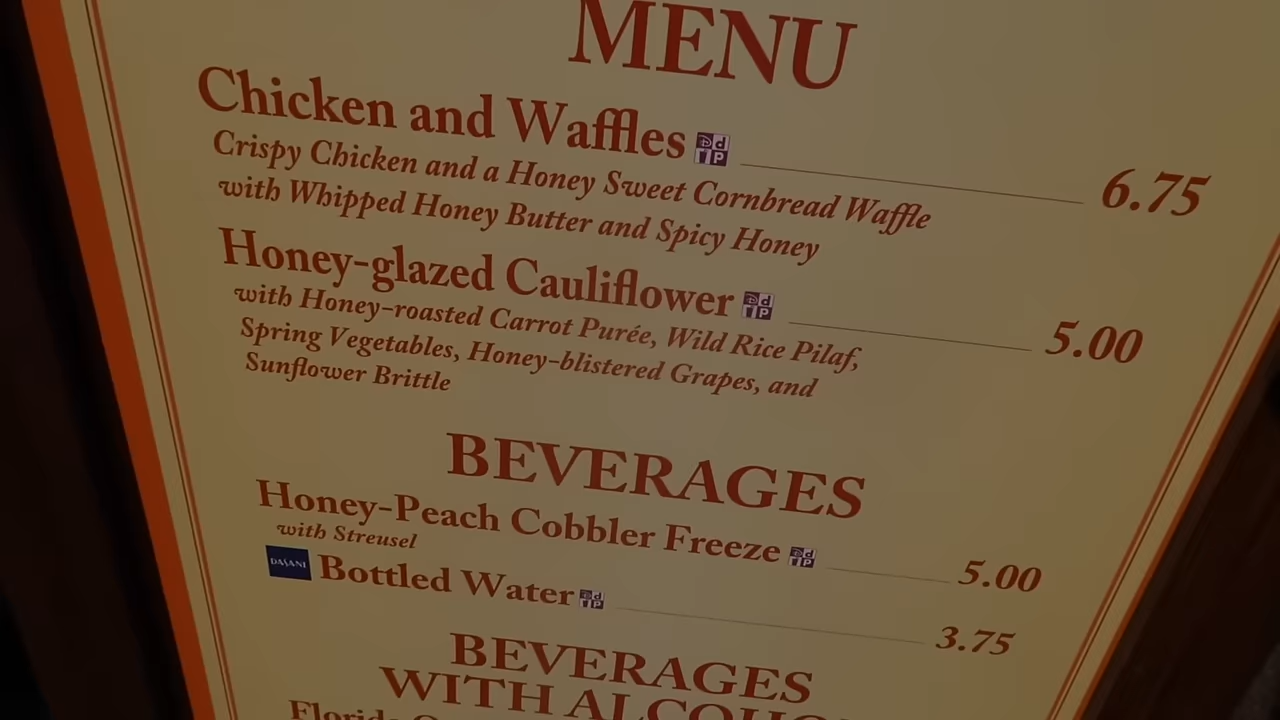 MENU
Chicken and Waffles
6.75
Crispy Chicken and a Honey Sweet Cornbread Waffle
with Whipped Honey Butter and Spicy Honey
Honey-glazed Cauliflower
5.00
with Honey-roasted Carrot Purée, Wild Rice Pilaf,
Spring Vegetables, Honey-blistered Grapes, and
Sunflower Brittle
BEVERAGES
Honey-Peach Cobbler Freeze
5.00
with Streusel
DASANI Bottled Water
3.75
BEVERAGES
WITH